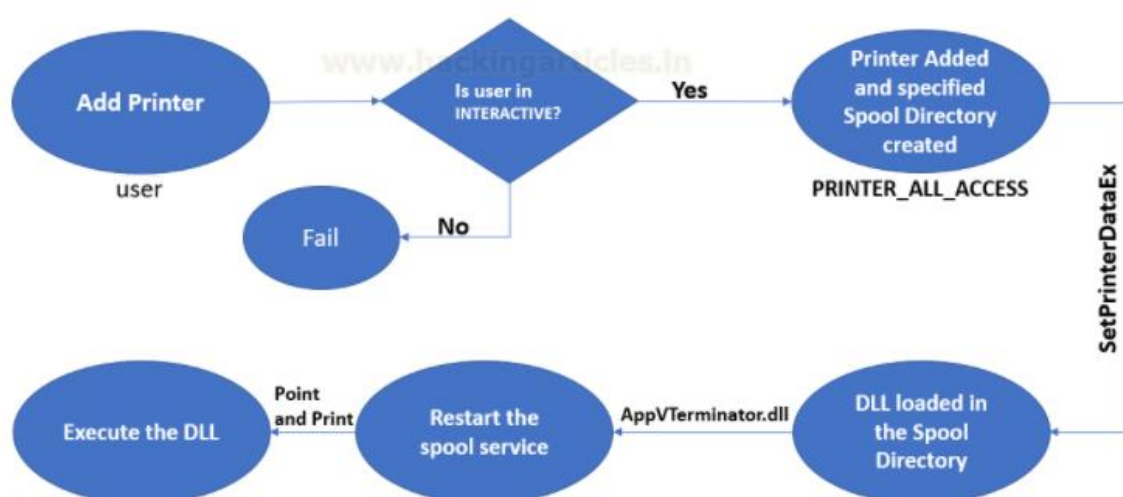 www.hackingarticles.in
Add Printer
user
Is user in
INTERACTIVE?
Yes
No
Fail
Printer Added
and specified
Spool Directory
created
PRINTER_ALL_ACCESS
SetPrinterDataEx
DLL loaded in
the Spool
Directory
AppVTerminator.dll
Restart the
spool service
Point
and Print
Execute the DLL